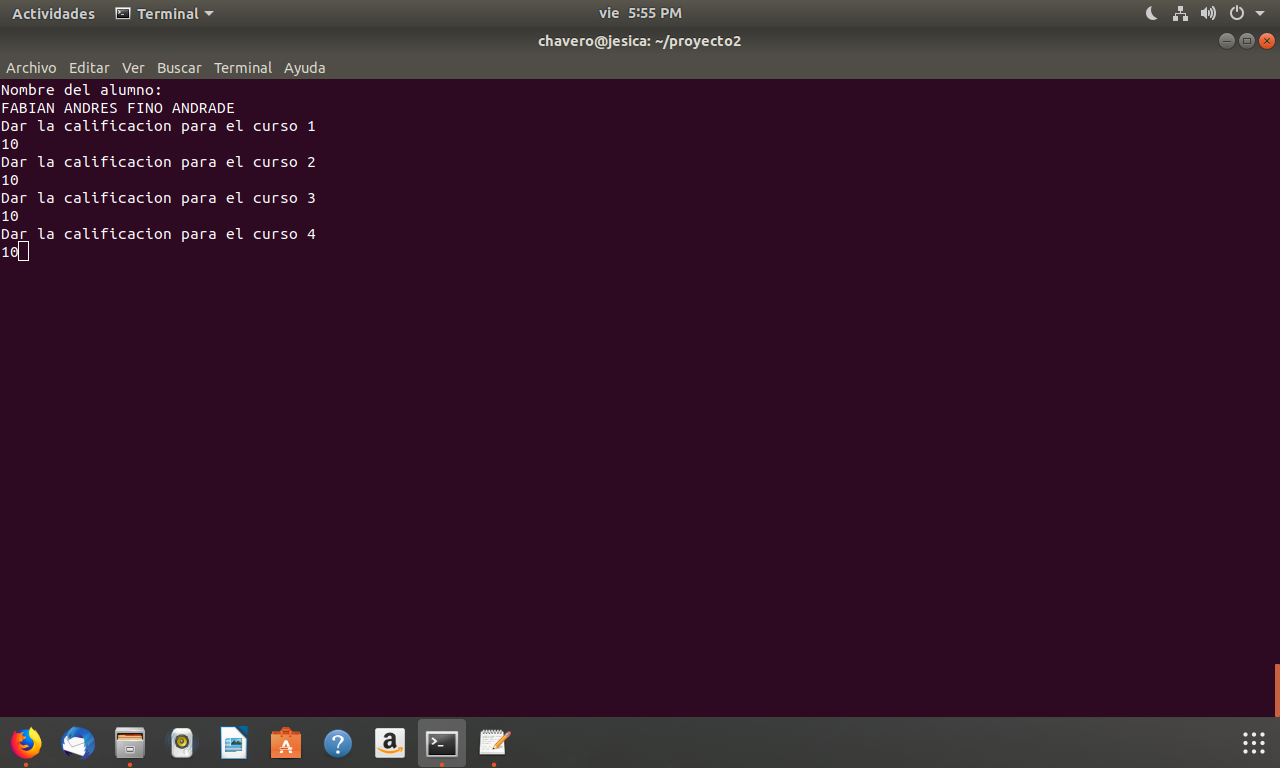 Actividades Terminal vie 5:55 PM
chavero@jesica: ~/proyecto2
Archivo Editar Ver Buscar Terminal Ayuda
Nombre del alumno:
FABIAN ANDRES FINO ANDRADE
Dar la calificacion para el curso 1
10
Dar la calificacion para el curso 2
10
Dar la calificacion para el curso 3
10
Dar la calificacion para el curso 4
10